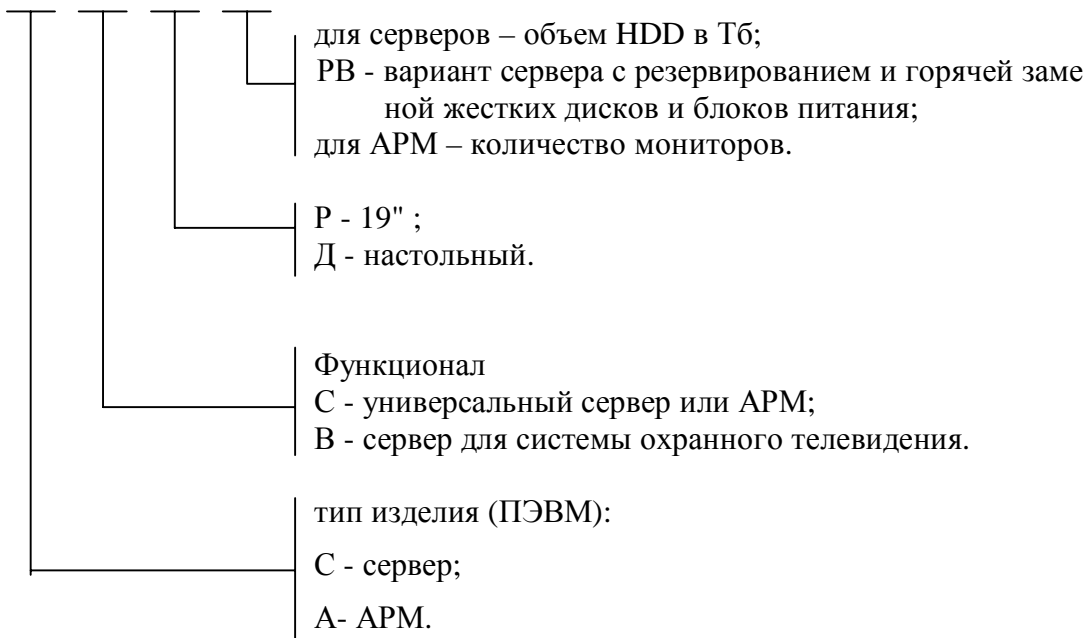 для серверов – объем HDD в Тб;
РВ - вариант сервера с резервированием и горячей заме
ной жестких дисков и блоков питания;
для АРМ – количество мониторов.
Р - 19" ;
Д - настольный.
Функционал
С - универсальный сервер или АРМ;
В - сервер для системы охранного телевидения.
тип изделия (ПЭВМ):
С - сервер;
А- АРМ.